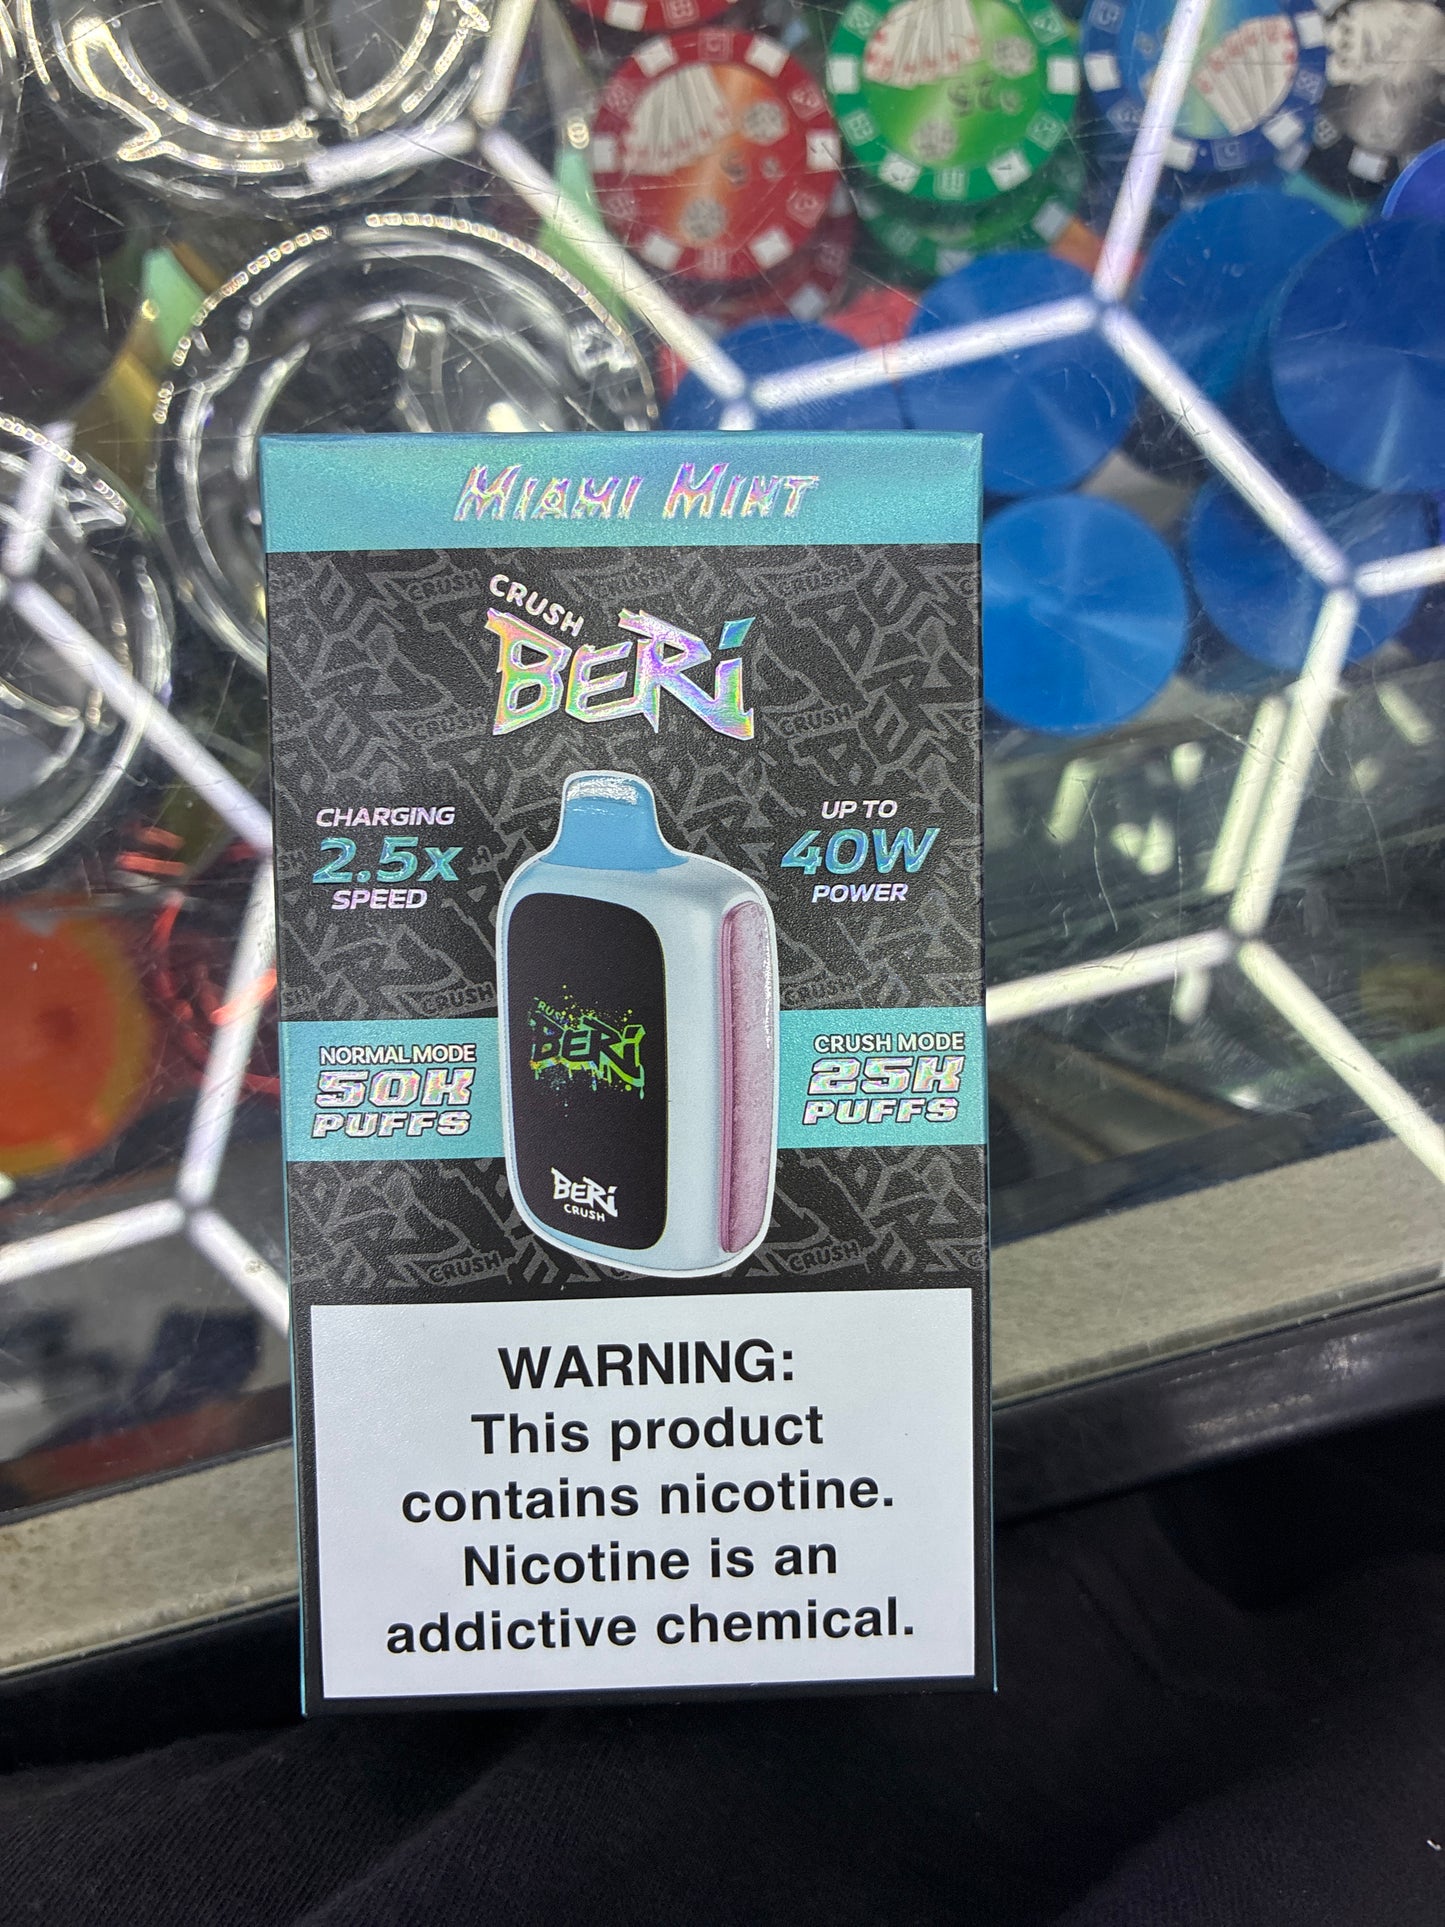 MIAMI MINT
CRUSH
BERI
CHARGING
2.5X
SPEED
UP TO
40W
POWER
NORMAL MODE
50K
PUFFS
CRUSH MODE
25K
PUFFS
BERI
BERI
CRUSH
WARNING:
This product
contains nicotine.
Nicotine is an
addictive chemical.